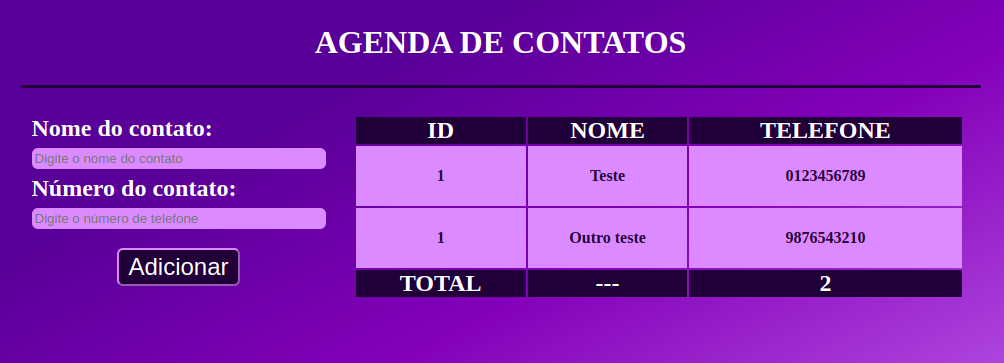 AGENDA DE CONTATOS
Nome do contato:
Digite o nome do contato
Número do contato:
Digite o número de telefone
Adicionar
ID NOME TELEFONE
1 Teste 0123456789
1 Outro teste 9876543210
TOTAL --- 2